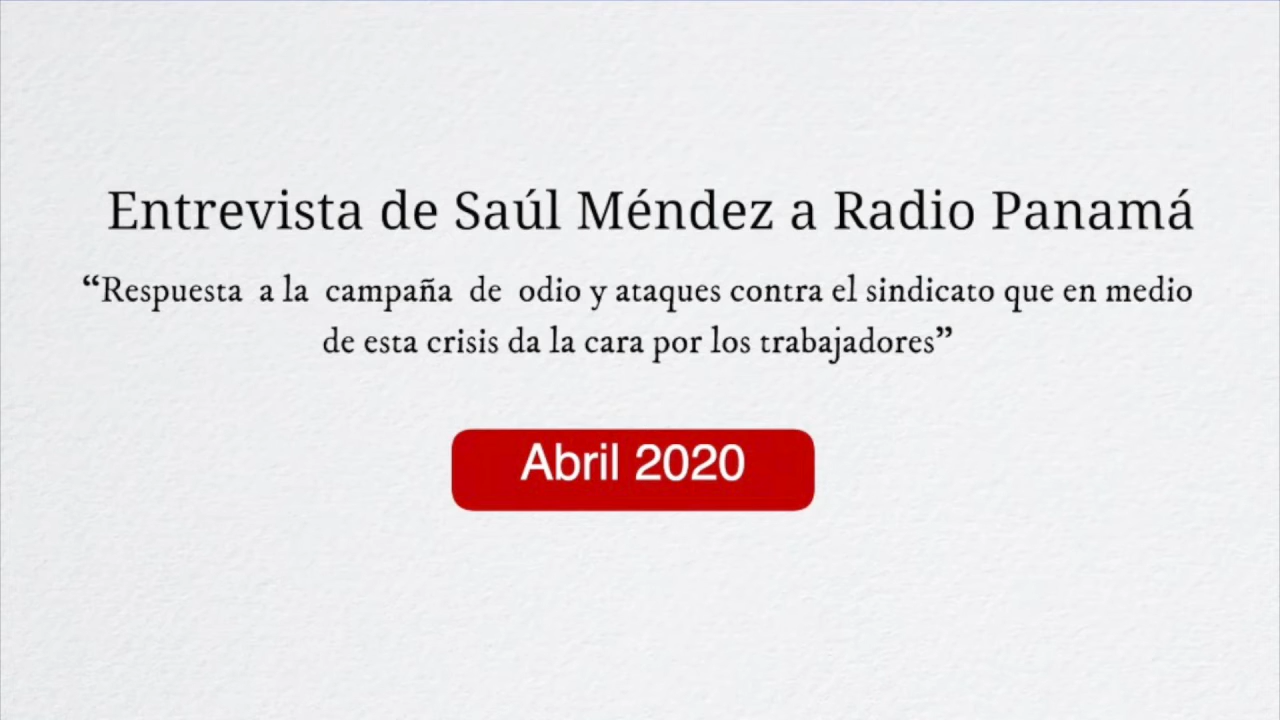 Entrevista de Saúl Méndez a Radio Panamá
“Respuesta a la campaña de odio y ataques contra el sindicato que en medio
de esta crisis da la cara por los trabajadores”
Abril 2020